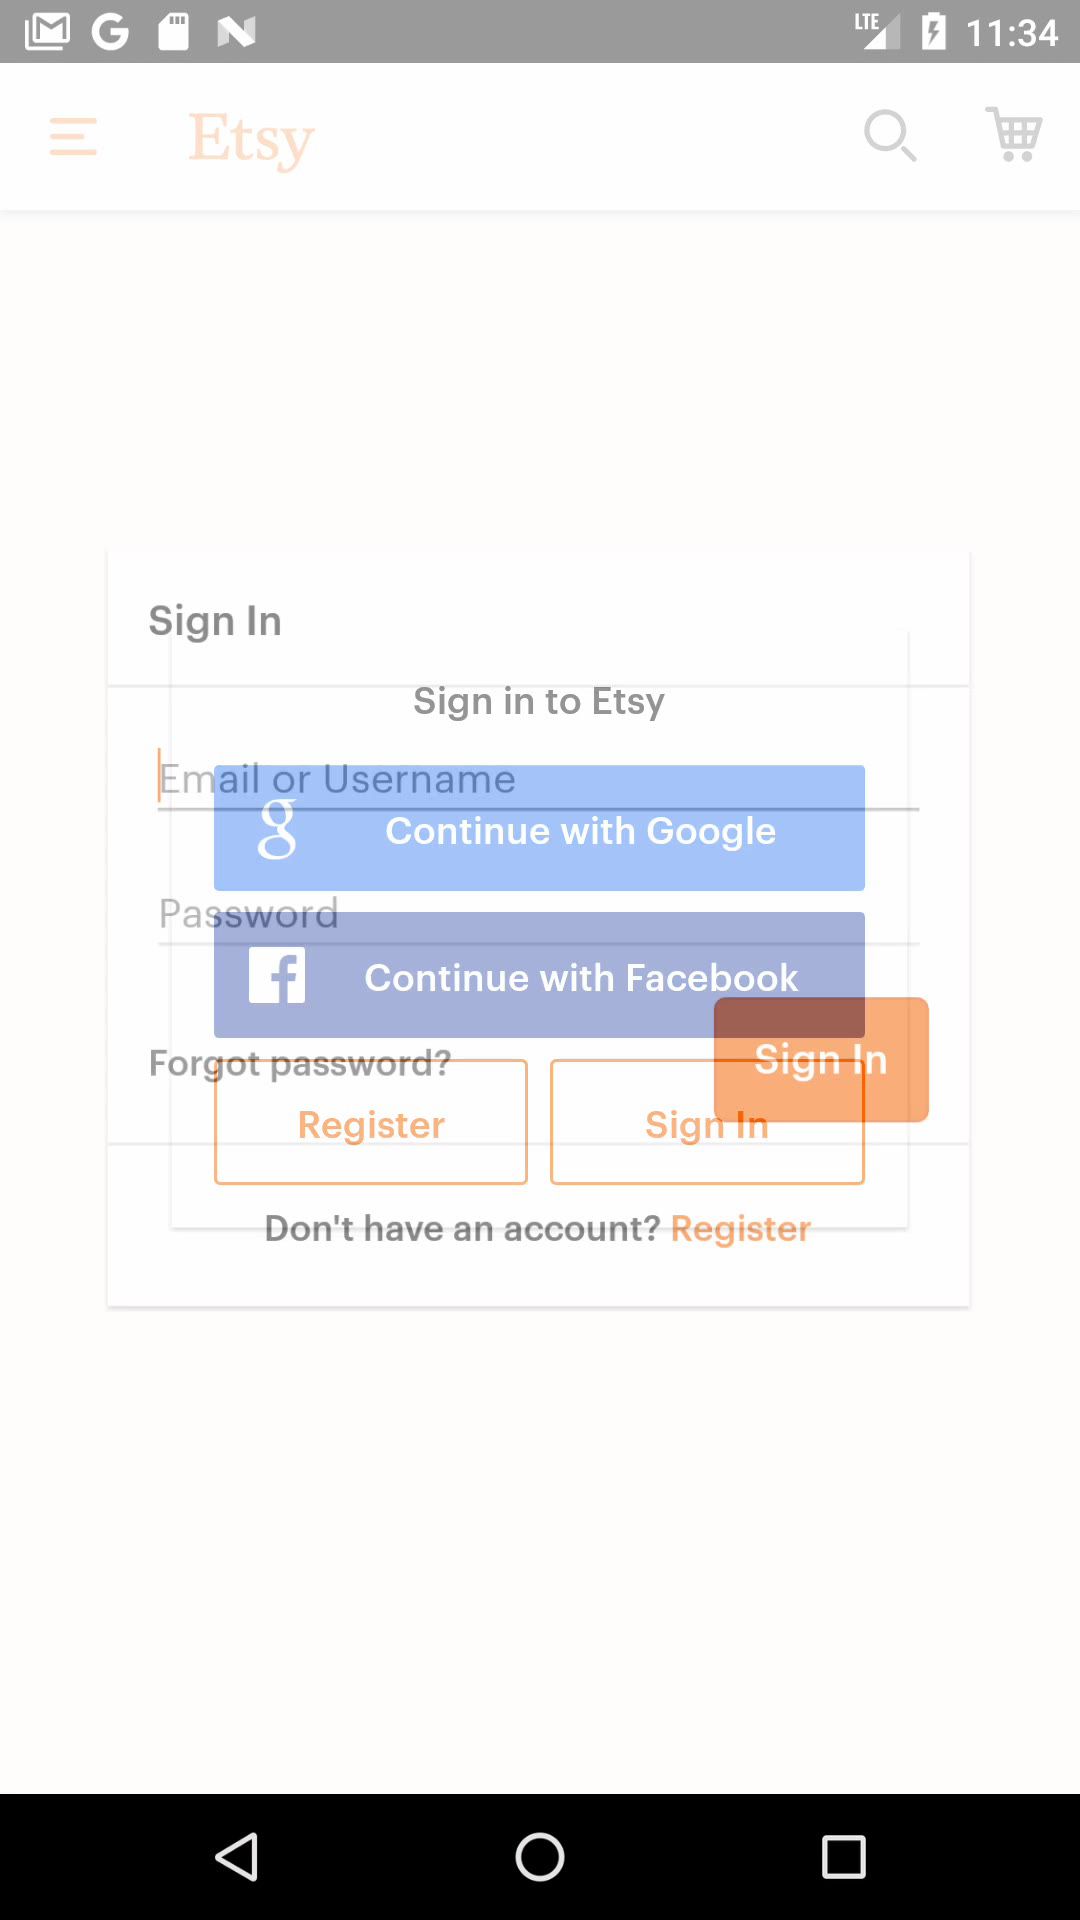 LTE 11:34
Etsy
Sign In
Sign in to Etsy
Email or Username
Continue with Google
Password
Continue with Facebook
Sign In
Forgot password?
Register
Sign In
Don't have an account? Register